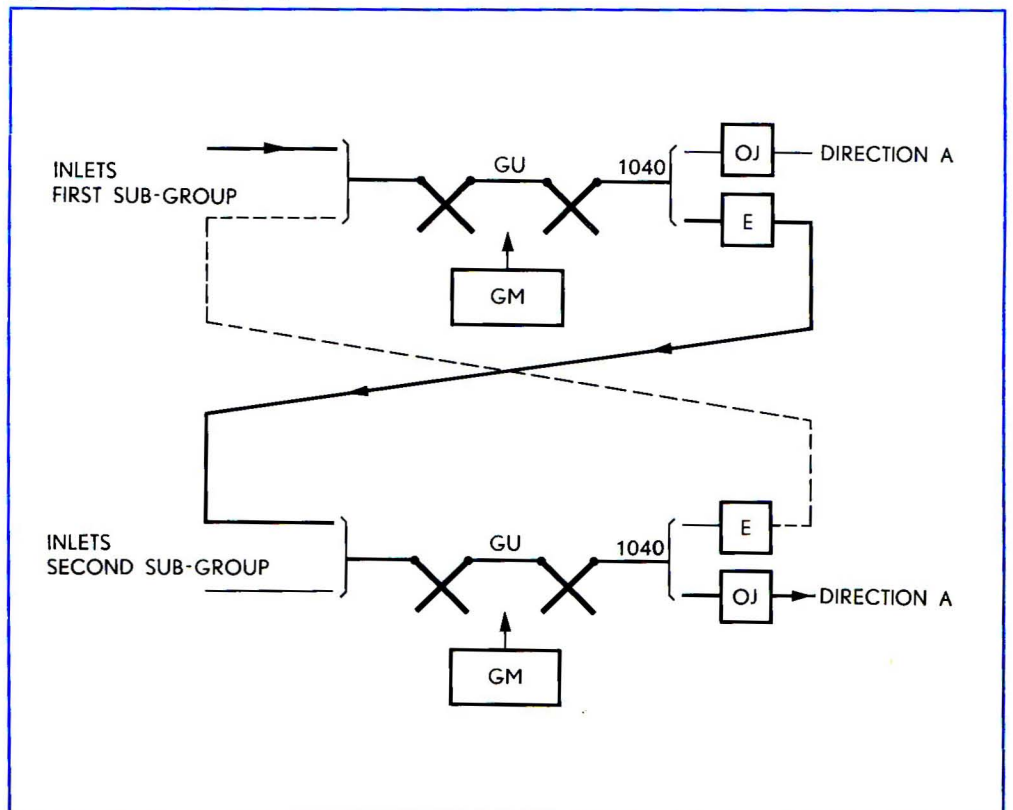 INLETS
FIRST SUB-GROUP
GU
1040
OJ
DIRECTION A
E
GM
INLETS
SECOND SUB-GROUP
GU
1040
E
OJ
DIRECTION A
GM